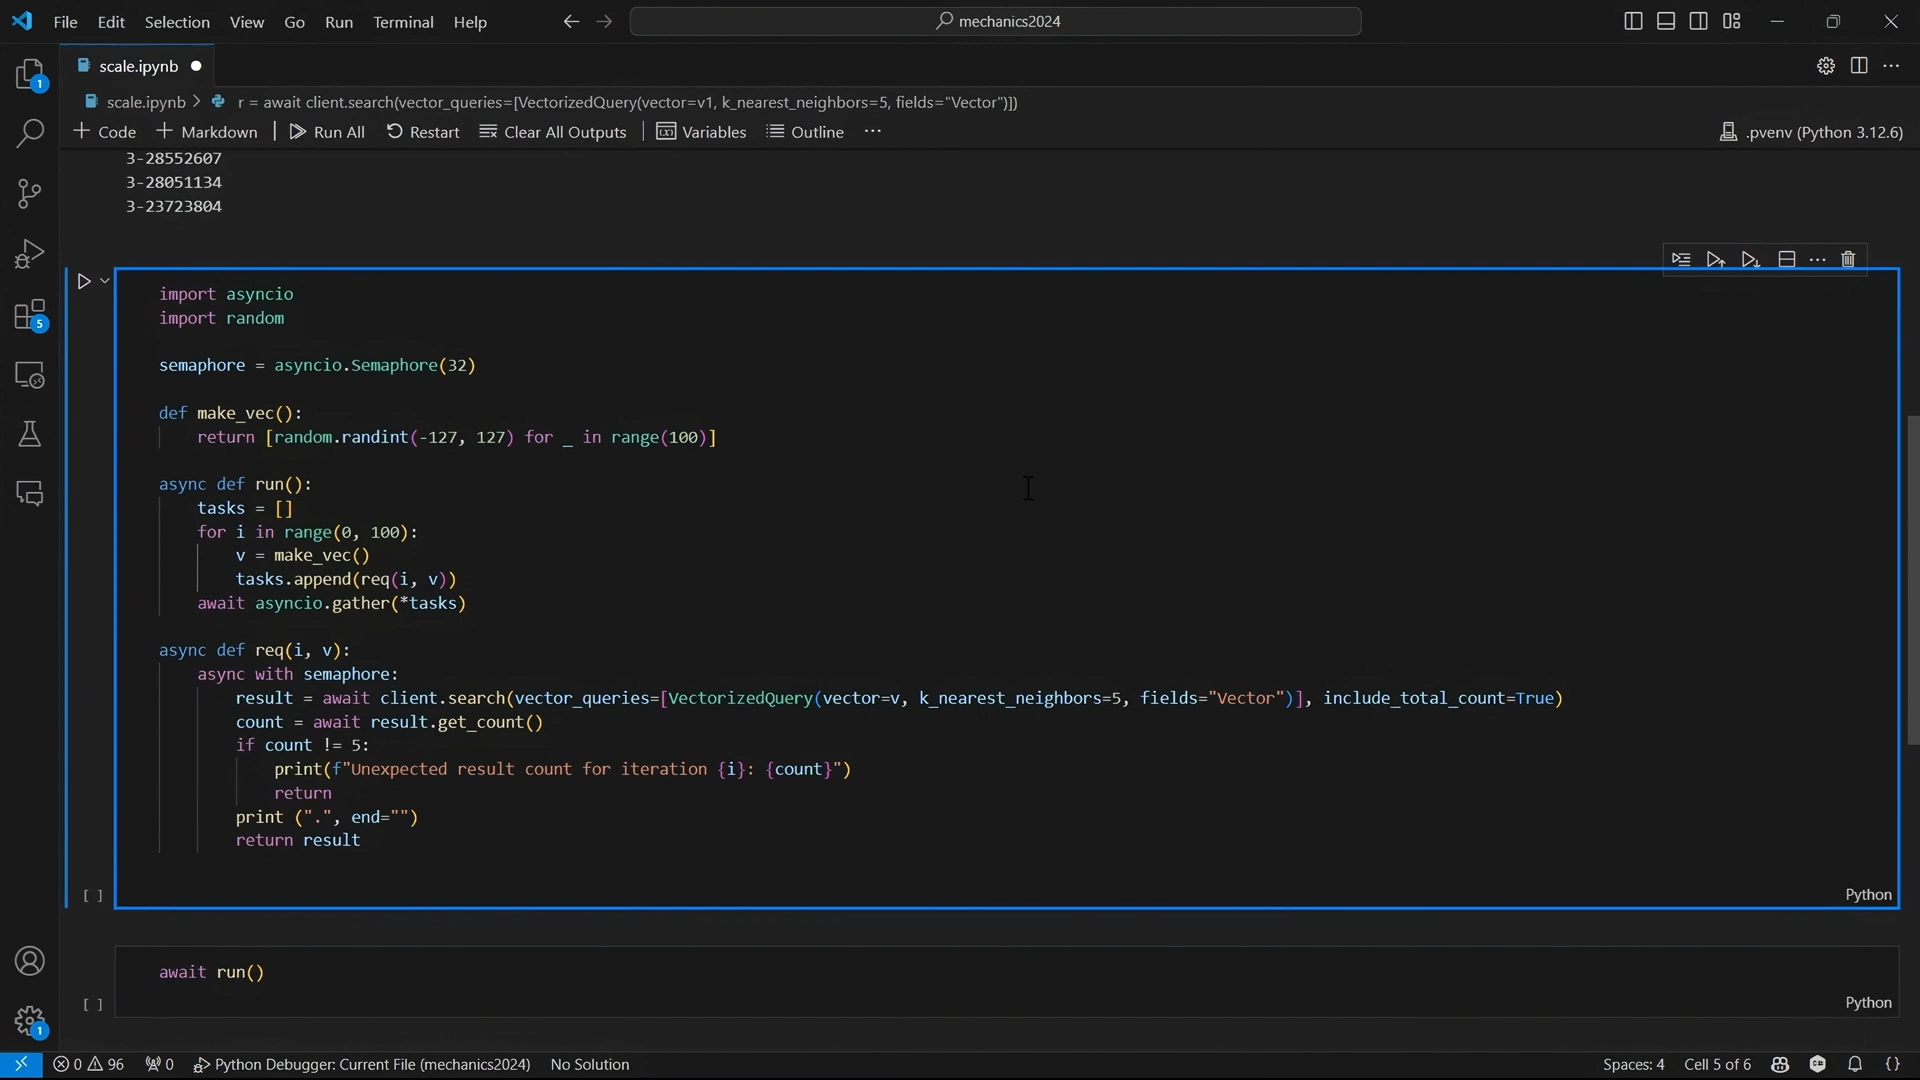 File Edit Selection View Go Run Terminal Help
mechanics2024
scale.ipynb
scale.ipynb > r = await client.search(vector_queries=[VectorizedQuery(vector=v1, k_nearest_neighbors=5, fields="Vector")])
+ Code + Markdown | Run All Restart Clear All Outputs | Variables Outline ...
.pvenv (Python 3.12.6)
3-28552607
3-28051134
3-23723804
import asyncio
import random
semaphore = asyncio.Semaphore(32)
def make_vec():
    return [random.randint(-127, 127) for _ in range(100)]
async def run():
    tasks = []
    for i in range(0, 100):
        v = make_vec()
        tasks.append(req(i, v))
    await asyncio.gather(*tasks)
async def req(i, v):
    async with semaphore:
        result = await client.search(vector_queries=[VectorizedQuery(vector=v, k_nearest_neighbors=5, fields="Vector")], include_total_count=True)
        count = await result.get_count()
        if count != 5:
            print(f"Unexpected result count for iteration {i}: {count}")
            return
        print (".", end="")
        return result
[ ]
Python
await run()
[ ]
Python
1
5
1
0 96 0 Python Debugger: Current File (mechanics2024) No Solution
Spaces: 4 Cell 5 of 6 {}